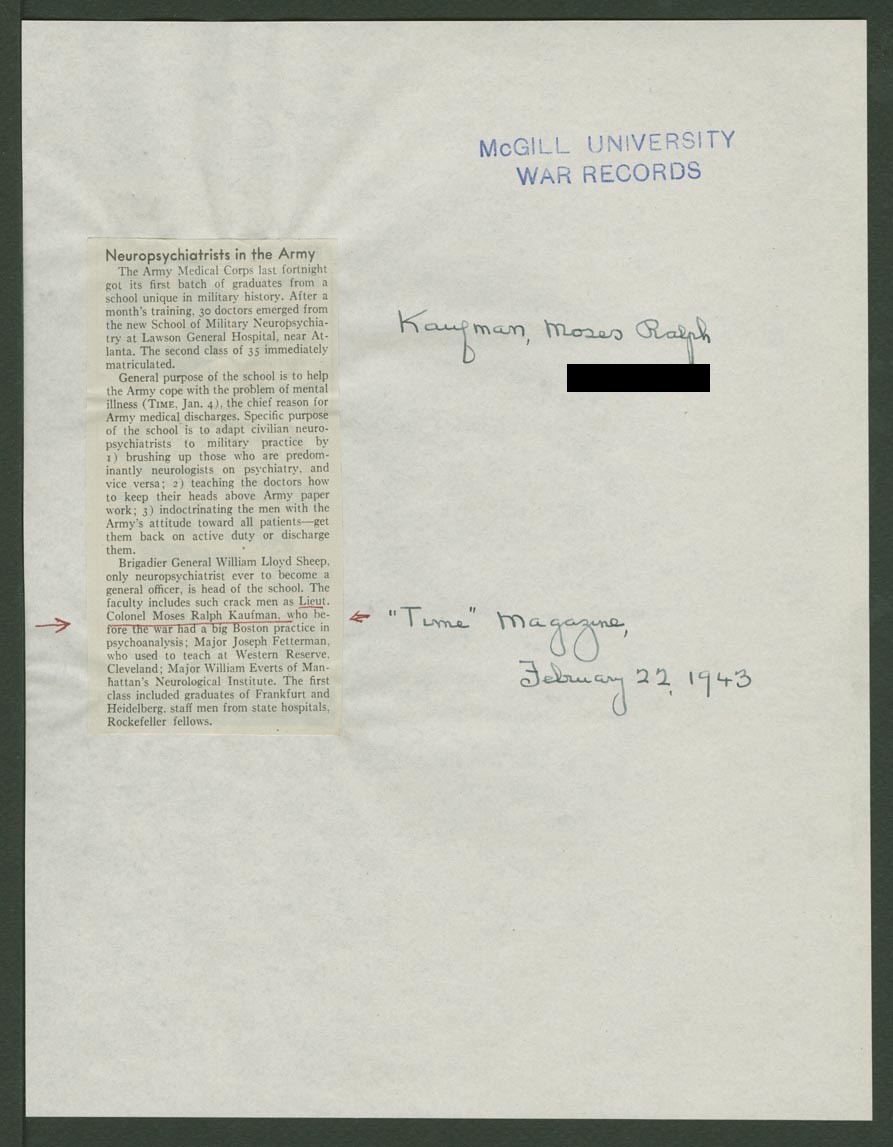 McGILL UNIVERSITY
WAR RECORDS
Neuropsychiatrists in the Army
The Army Medical Corps last fortnight
got its first batch of graduates from a
school unique in military history. After a
month's training, 30 doctors emerged from
the new School of Military Neuropsychia-
try at Lawson General Hospital, near At-
lanta. The second class of 35 immediately
matriculated.
General purpose of the school is to help
the Army cope with the problem of mental
illness (TIME, Jan. 4), the chief reason for
Army medical discharges. Specific purpose
of the school is to adapt civilian neuro-
psychiatrists to military practice by
1) brushing up those who are predom-
inantly neurologists on psychiatry, and
vice versa; 2) teaching the doctors how
to keep their heads above Army paper
work; 3) indoctrinating the men with the
Army's attitude toward all patients—get
them back on active duty or discharge
them.
Brigadier General William Lloyd Sheep,
only neuropsychiatrist ever to become a
general officer, is head of the school. The
faculty includes such crack men as Lieut.
Colonel Moses Ralph Kaufman, who be-
fore the war had a big Boston practice in
psychoanalysis; Major Joseph Fetterman,
who used to teach at Western Reserve,
Cleveland; Major William Everts of Man-
hattan's Neurological Institute. The first
class included graduates of Frankfurt and
Heidelberg, staff men from state hospitals,
Rockefeller fellows.
Kaufman, Moses Ralph
"Time" Magazine,
February 22, 1943